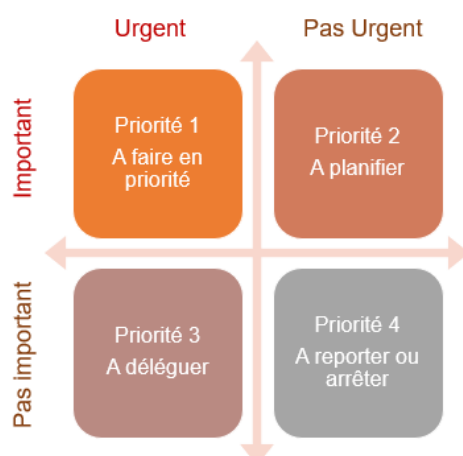 Urgent
Pas Urgent
Important
Priorité 1
A faire en
priorité
Priorité 2
A planifier
Pas important
Priorité 3
A déléguer
Priorité 4
A reporter ou
arrêter